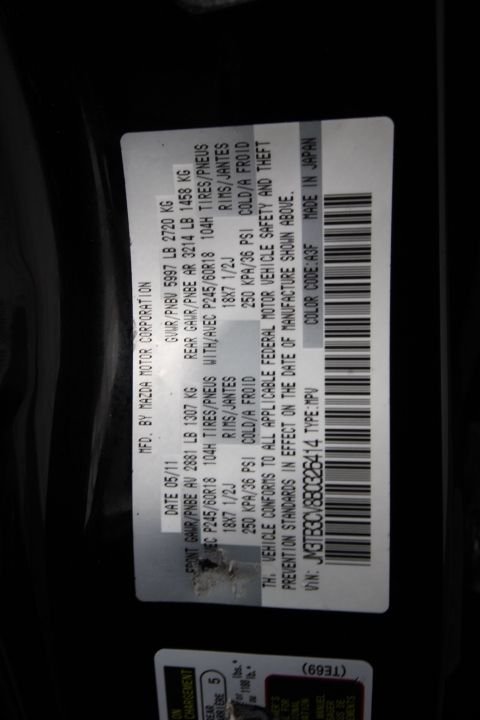 MFD. BY MAZDA MOTOR CORPORATION
DATE 05/11 GVWR/PNBV 5997 LB 2720 KG
FRONT GAWR/PNBE AV 2881 LB 1307 KG REAR GAWR/PNBE AR 3214 LB 1458 KG
AVEC P245/60R18 104H TIRES/PNEUS WITH/AVEC P245/60R18 104H TIRES/PNEUS
18X7 1/2J RIMS/JANTES 18X7 1/2J RIMS/JANTES
250 KPA/36 PSI COLD/A FROID 250 KPA/36 PSI COLD/A FROID
VEHICLE CONFORMS TO ALL APPLICABLE FEDERAL MOTOR VEHICLE SAFETY AND THEFT
PREVENTION STANDARDS IN EFFECT ON THE DATE OF MANUFACTURE SHOWN ABOVE.
VIN: JM3TB3CV8B0326414 TYPE:MPV COLOR CODE:A3F MADE IN JAPAN
REAR 5
lbs.
(TE69)